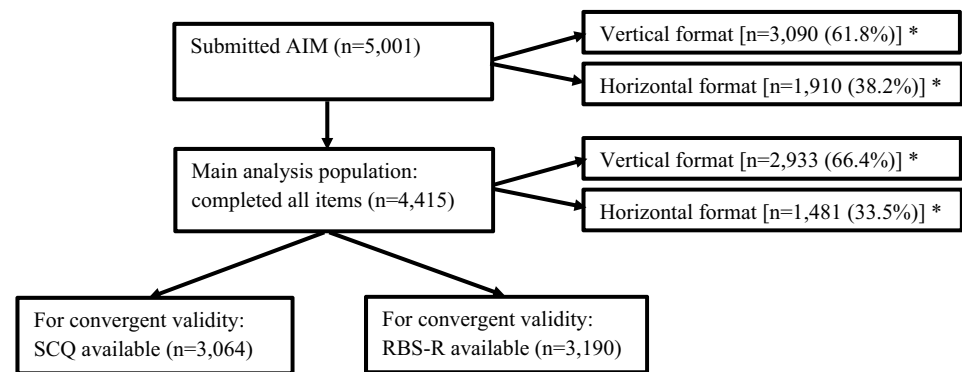 Submitted AIM (n=5,001)
Vertical format [n=3,090 (61.8%)] *
Horizontal format [n=1,910 (38.2%)] *
Main analysis population:
completed all items (n=4,415)
Vertical format [n=2,933 (66.4%)] *
Horizontal format [n=1,481 (33.5%)] *
For convergent validity:
SCQ available (n=3,064)
For convergent validity:
RBS-R available (n=3,190)